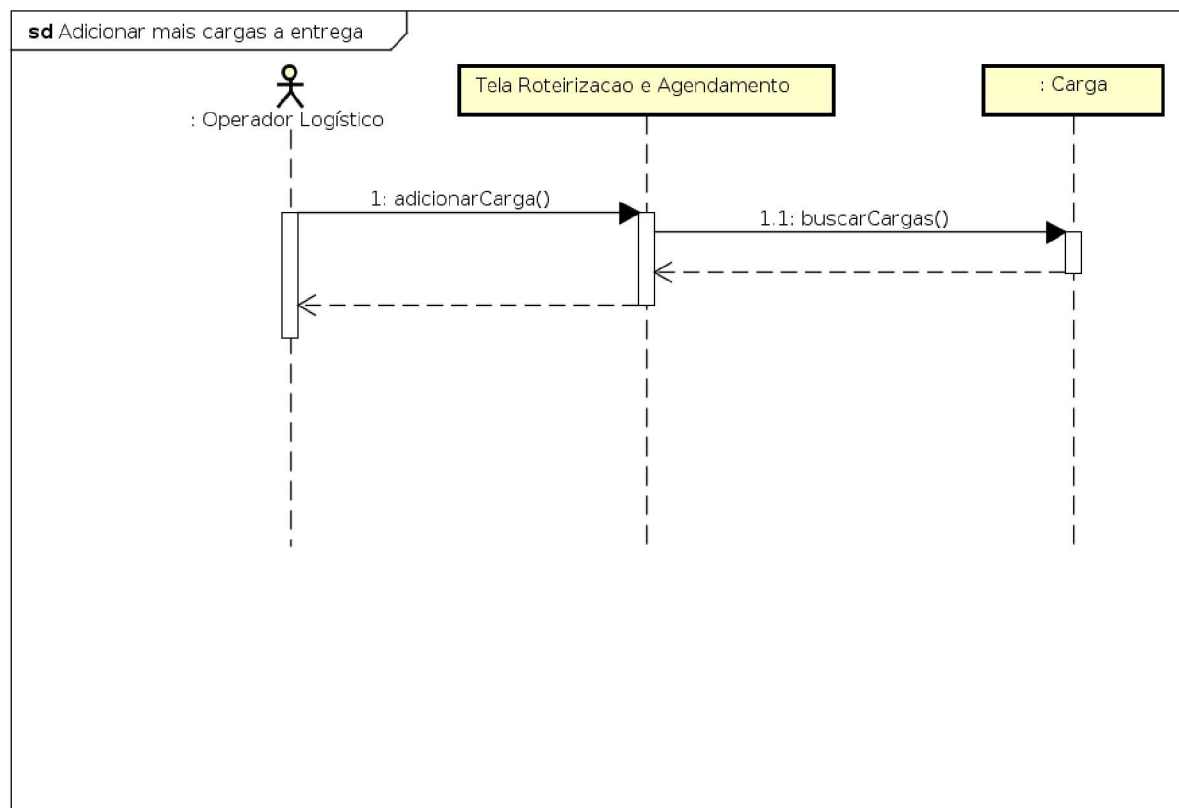 sd Adicionar mais cargas a entrega
: Operador Logístico
Tela Roteirizacao e Agendamento
: Carga
1: adicionarCarga()
1.1: buscarCargas()